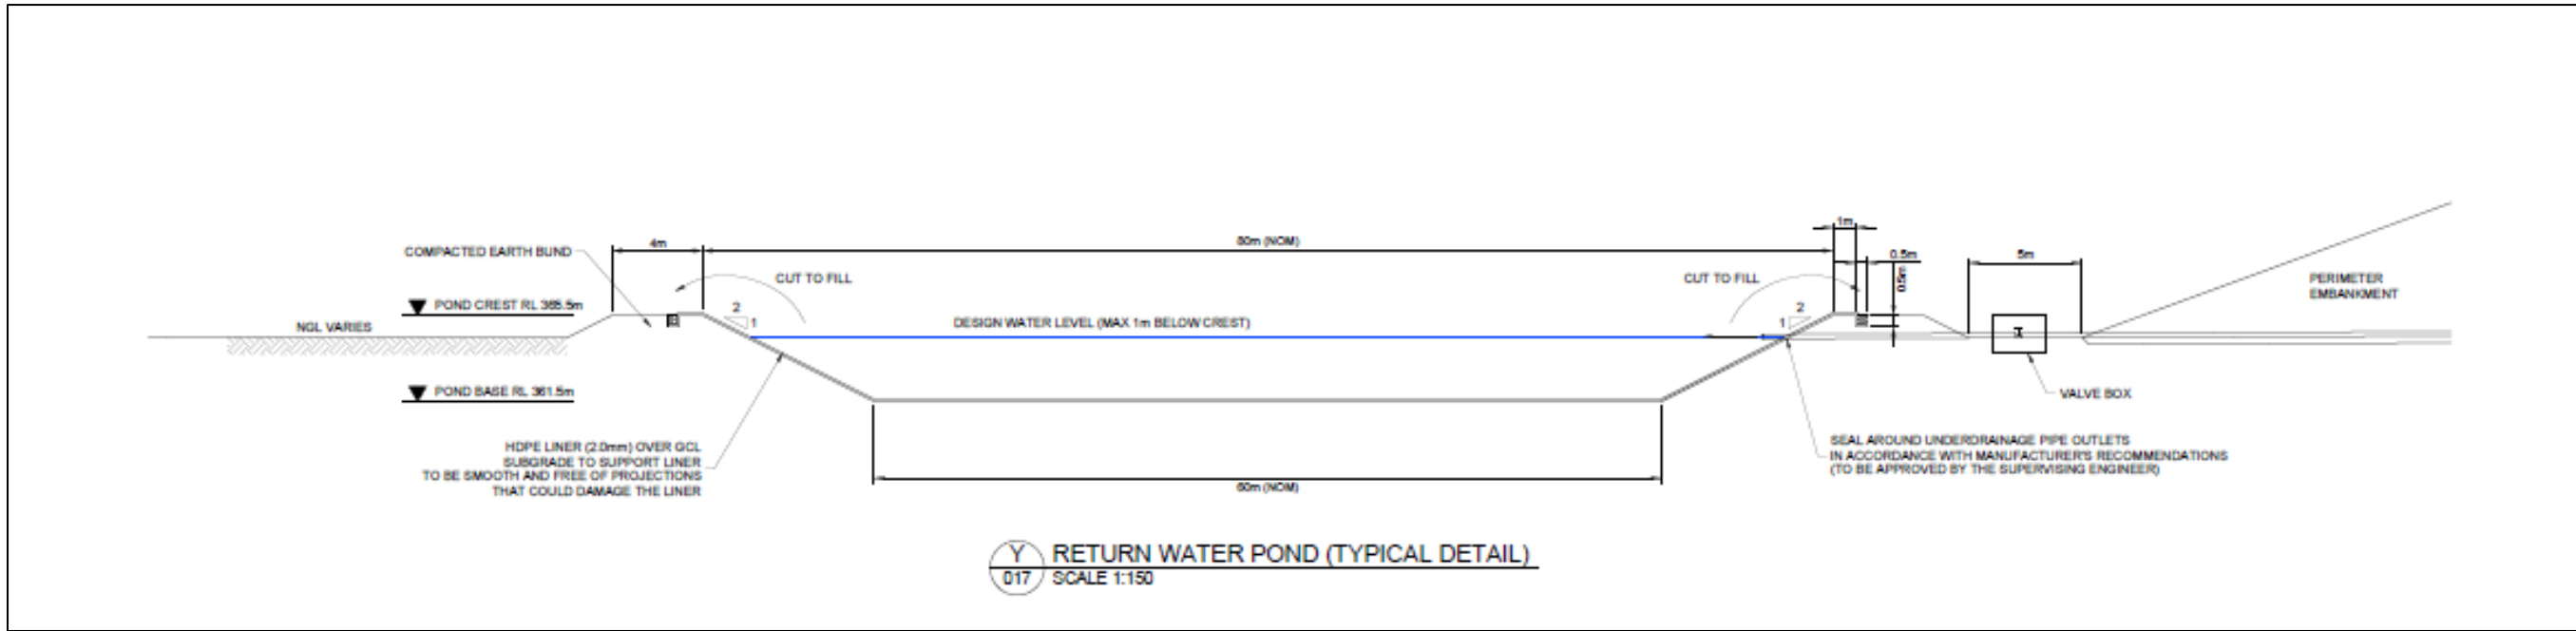 1m
4m
80m (NOM)
0.5m
0.5m
5m
COMPACTED EARTH BUND
CUT TO FILL
CUT TO FILL
PERIMETER
EMBANKMENT
POND CREST RL 365.5m
2
1
2
1
NGL VARIES
DESIGN WATER LEVEL (MAX 1m BELOW CREST)
POND BASE RL 361.5m
VALVE BOX
HDPE LINER (2.0mm) OVER GCL
SUBGRADE TO SUPPORT LINER
TO BE SMOOTH AND FREE OF PROJECTIONS
THAT COULD DAMAGE THE LINER
SEAL AROUND UNDERDRAINAGE PIPE OUTLETS
IN ACCORDANCE WITH MANUFACTURER'S RECOMMENDATIONS
(TO BE APPROVED BY THE SUPERVISING ENGINEER)
60m (NOM)
Y RETURN WATER POND (TYPICAL DETAIL)
017 SCALE 1:150